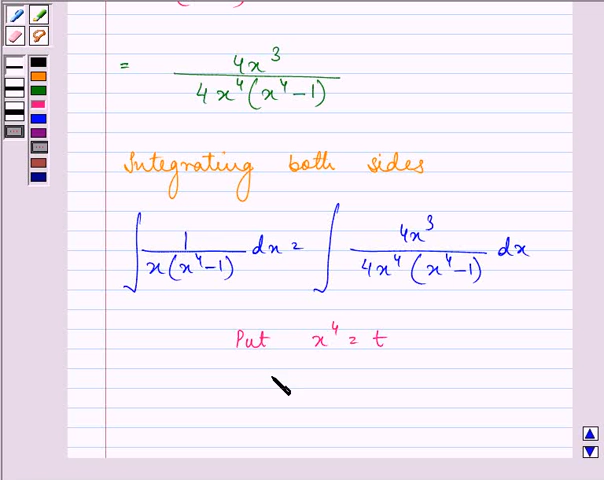 = 4x³ / 4x⁴(x⁴−1)
Integrating both sides
∫ 1 / x(x⁴−1) dx = ∫ 4x³ / 4x⁴(x⁴−1) dx
Put x⁴ = t